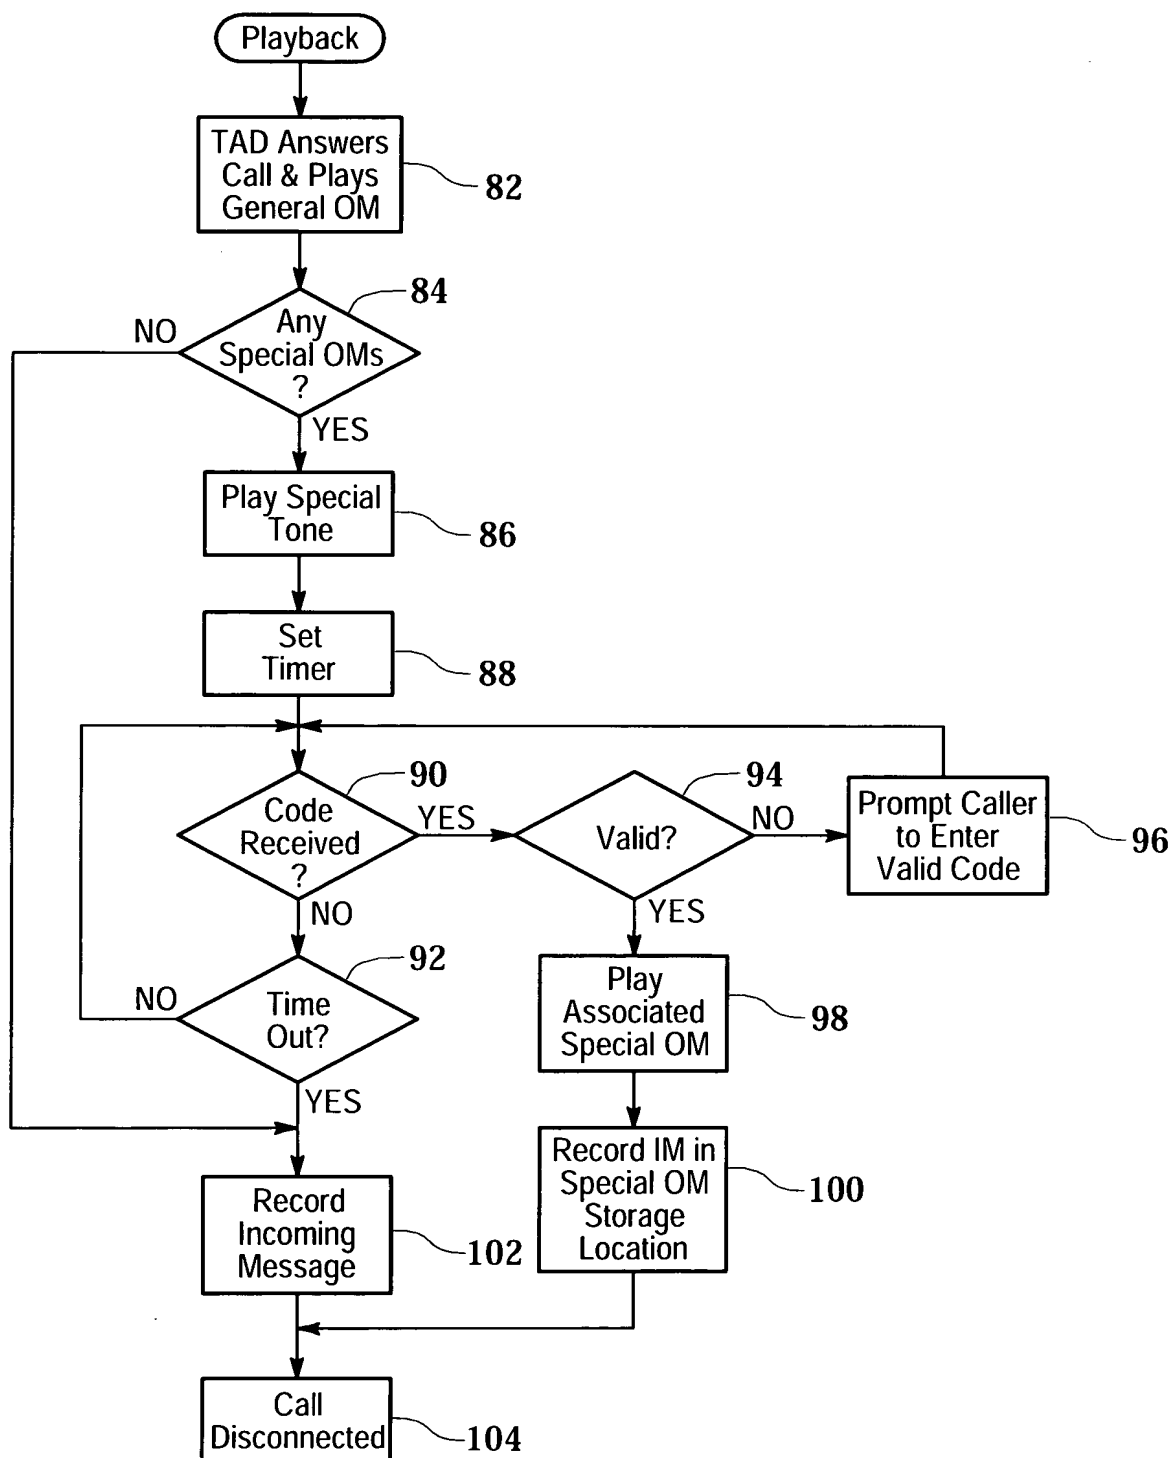 Playback
TAD Answers
Call & Plays
General OM
82
84
NO
Any
Special OMs
?
YES
Play Special
Tone
86
Set
Timer
88
90
Code
Received
?
YES
94
Valid?
NO
Prompt Caller
to Enter
Valid Code
96
NO
YES
92
NO
Time
Out?
Play
Associated
Special OM
98
YES
Record IM in
Special OM
Storage
Location
100
Record
Incoming
Message
102
Call
Disconnected
104